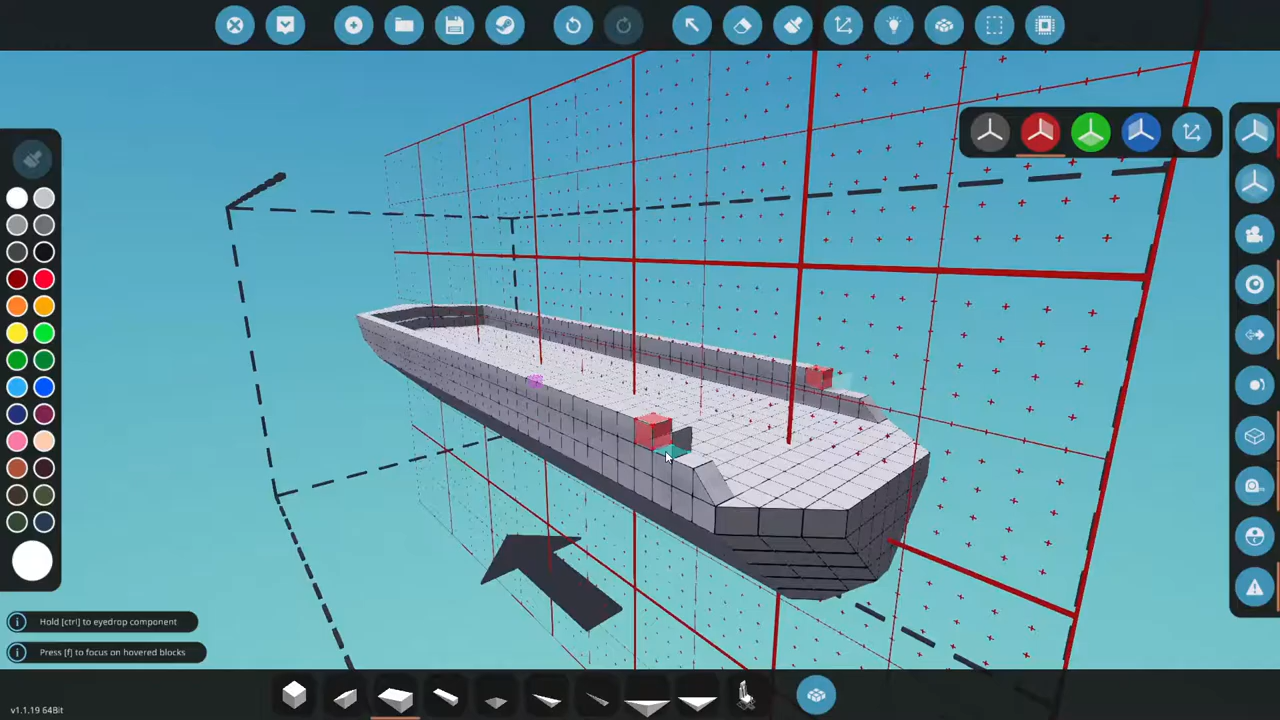 Hold [ctrl] to eyedrop component
Press [f] to focus on hovered blocks
v1.1.19 64Bit